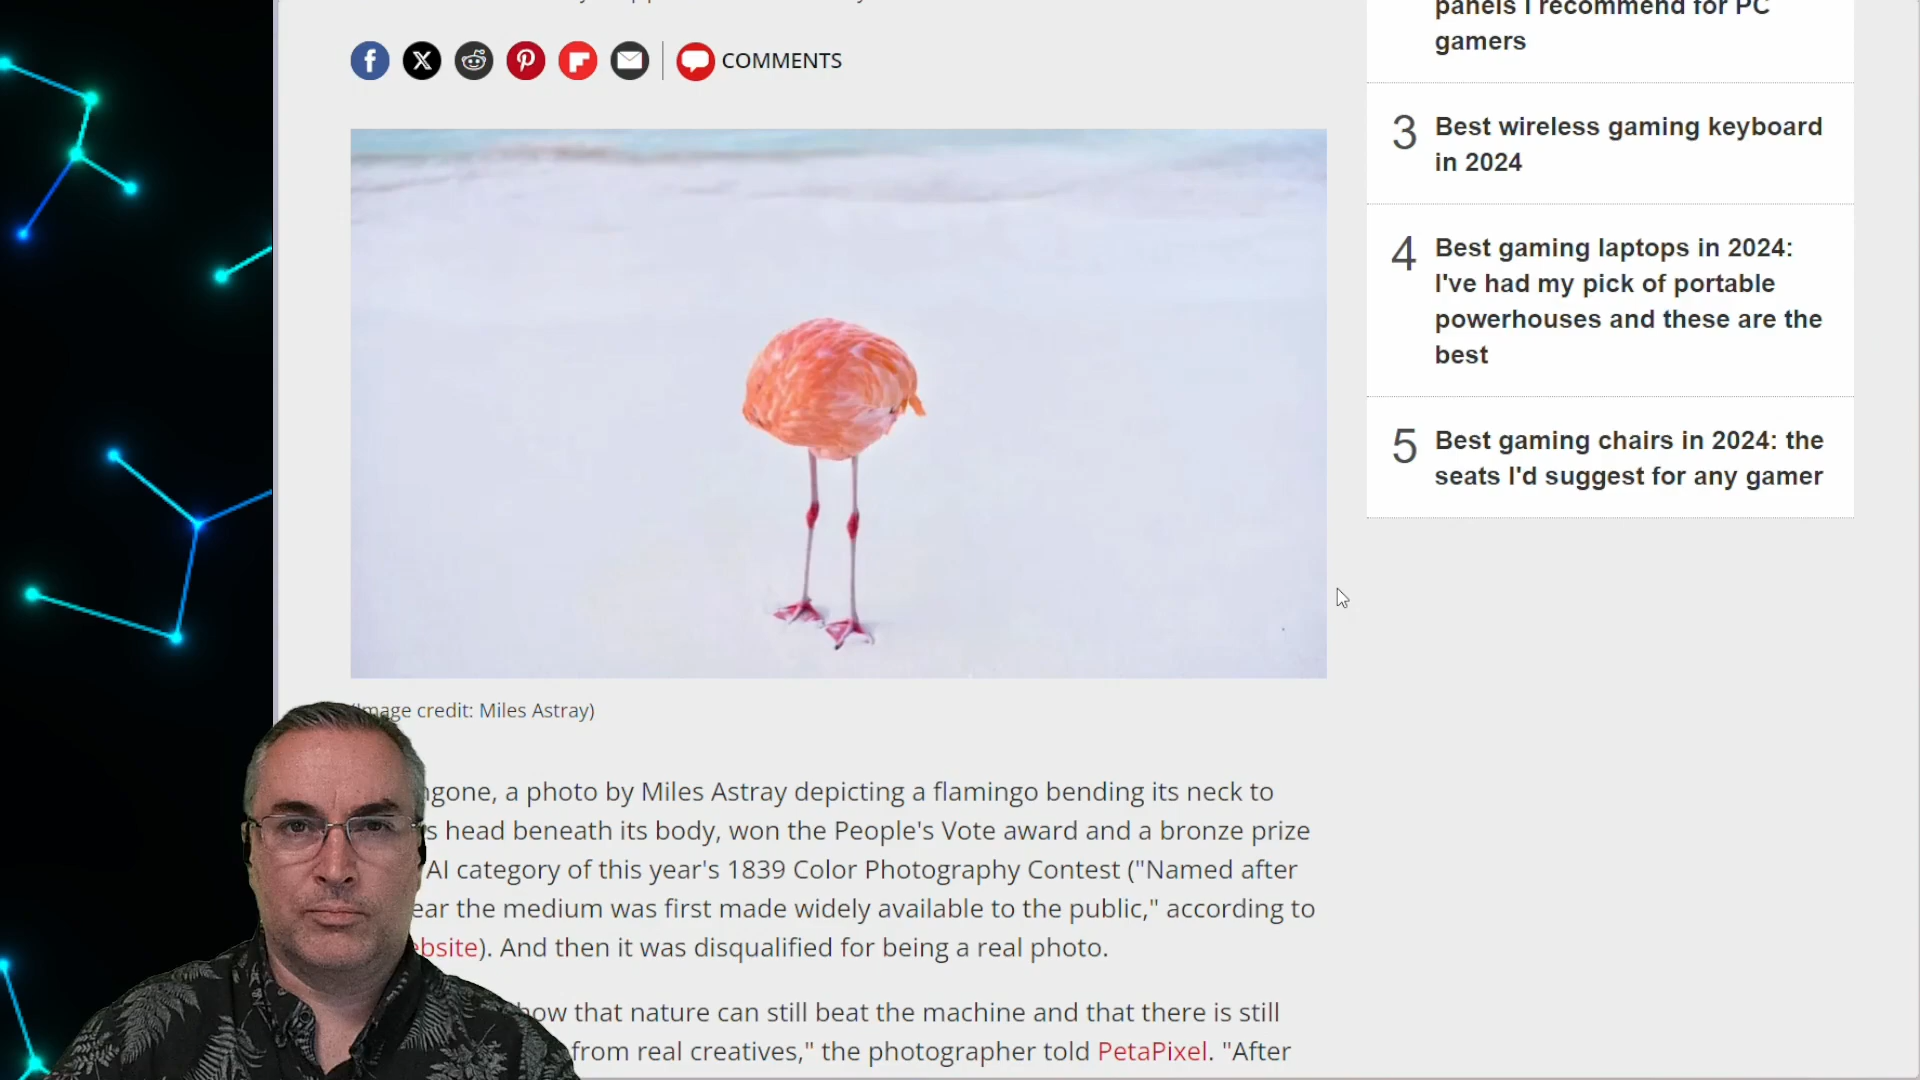 COMMENTS
(Image credit: Miles Astray)
ngone, a photo by Miles Astray depicting a flamingo bending its neck to
s head beneath its body, won the People's Vote award and a bronze prize
AI category of this year's 1839 Color Photography Contest ("Named after
ear the medium was first made widely available to the public," according to
ebsite). And then it was disqualified for being a real photo.
how that nature can still beat the machine and that there is still
from real creatives," the photographer told PetaPixel. "After
panels I recommend for PC
gamers
3
Best wireless gaming keyboard
in 2024
4
Best gaming laptops in 2024:
I've had my pick of portable
powerhouses and these are the
best
5
Best gaming chairs in 2024: the
seats I'd suggest for any gamer